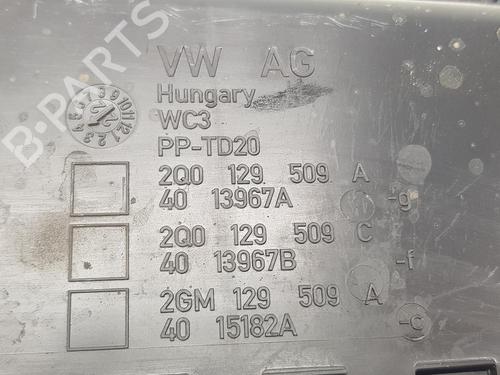 B-PARTS
VW AG
Hungary
WC3
PP-TD20
2Q0 129 509 A
40 13967A -g
2Q0 129 509 C
40 13967B -f
2GM 129 509 A
40 15182A -c